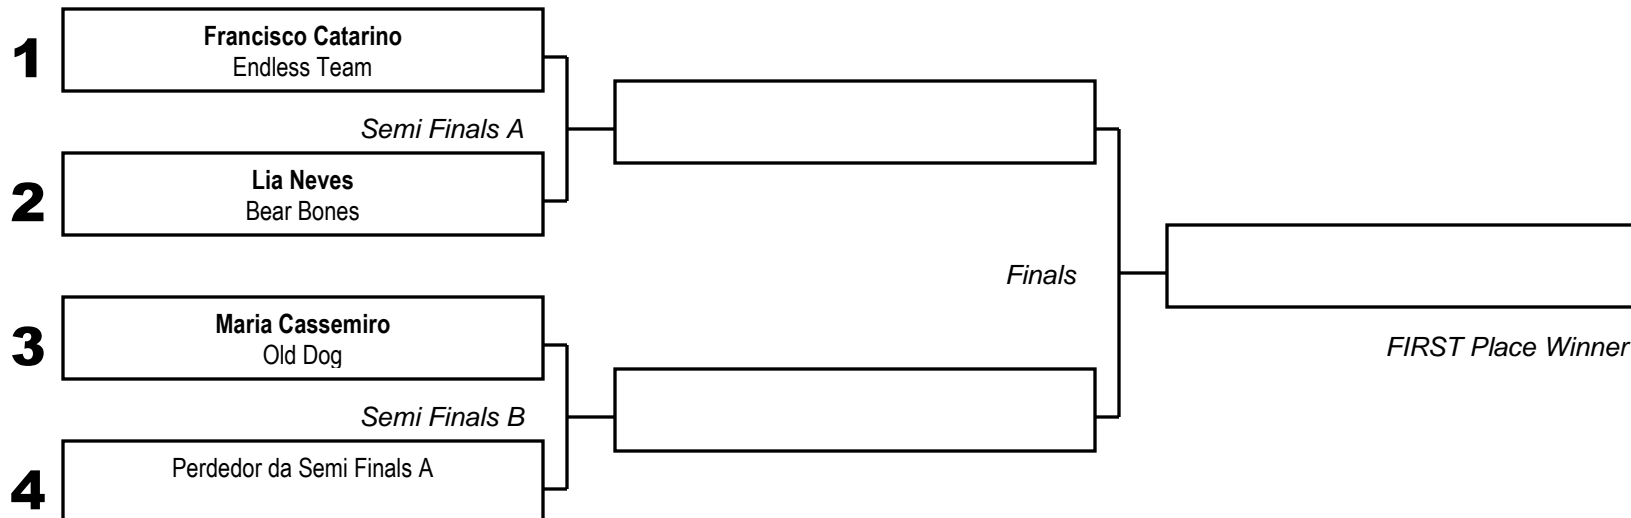 1
Francisco Catarino
Endless Team
Semi Finals A
2
Lia Neves
Bear Bones
Finals
3
Maria Cassemiro
Old Dog
FIRST Place Winner
Semi Finals B
4
Perdedor da Semi Finals A